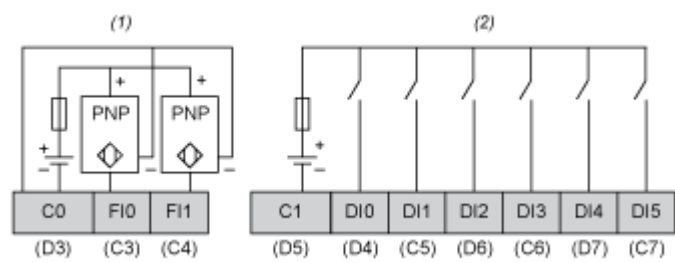 (1) (2)
+ +
PNP PNP
+ - - +
- -
C0 FI0 FI1 C1 DI0 DI1 DI2 DI3 DI4 DI5
(D3) (C3) (C4) (D5) (D4) (C5) (D6) (C6) (D7) (C7)